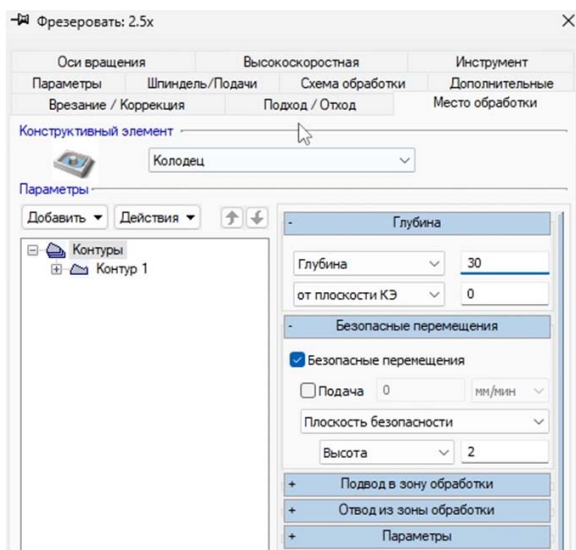 Фрезеровать: 2.5x
Оси вращения Высокоскоростная Инструмент
Параметры Шпиндель/Подачи Схема обработки Дополнительные
Врезание / Коррекция Подход / Отход Место обработки
Конструктивный элемент
Колодец
Параметры
Добавить Действия
- Глубина
Контуры
Контур 1
Глубина 30
от плоскости КЭ 0
- Безопасные перемещения
Безопасные перемещения
Подача 0 мм/мин
Плоскость безопасности
Высота 2
+ Подвод в зону обработки
+ Отвод из зоны обработки
+ Параметры